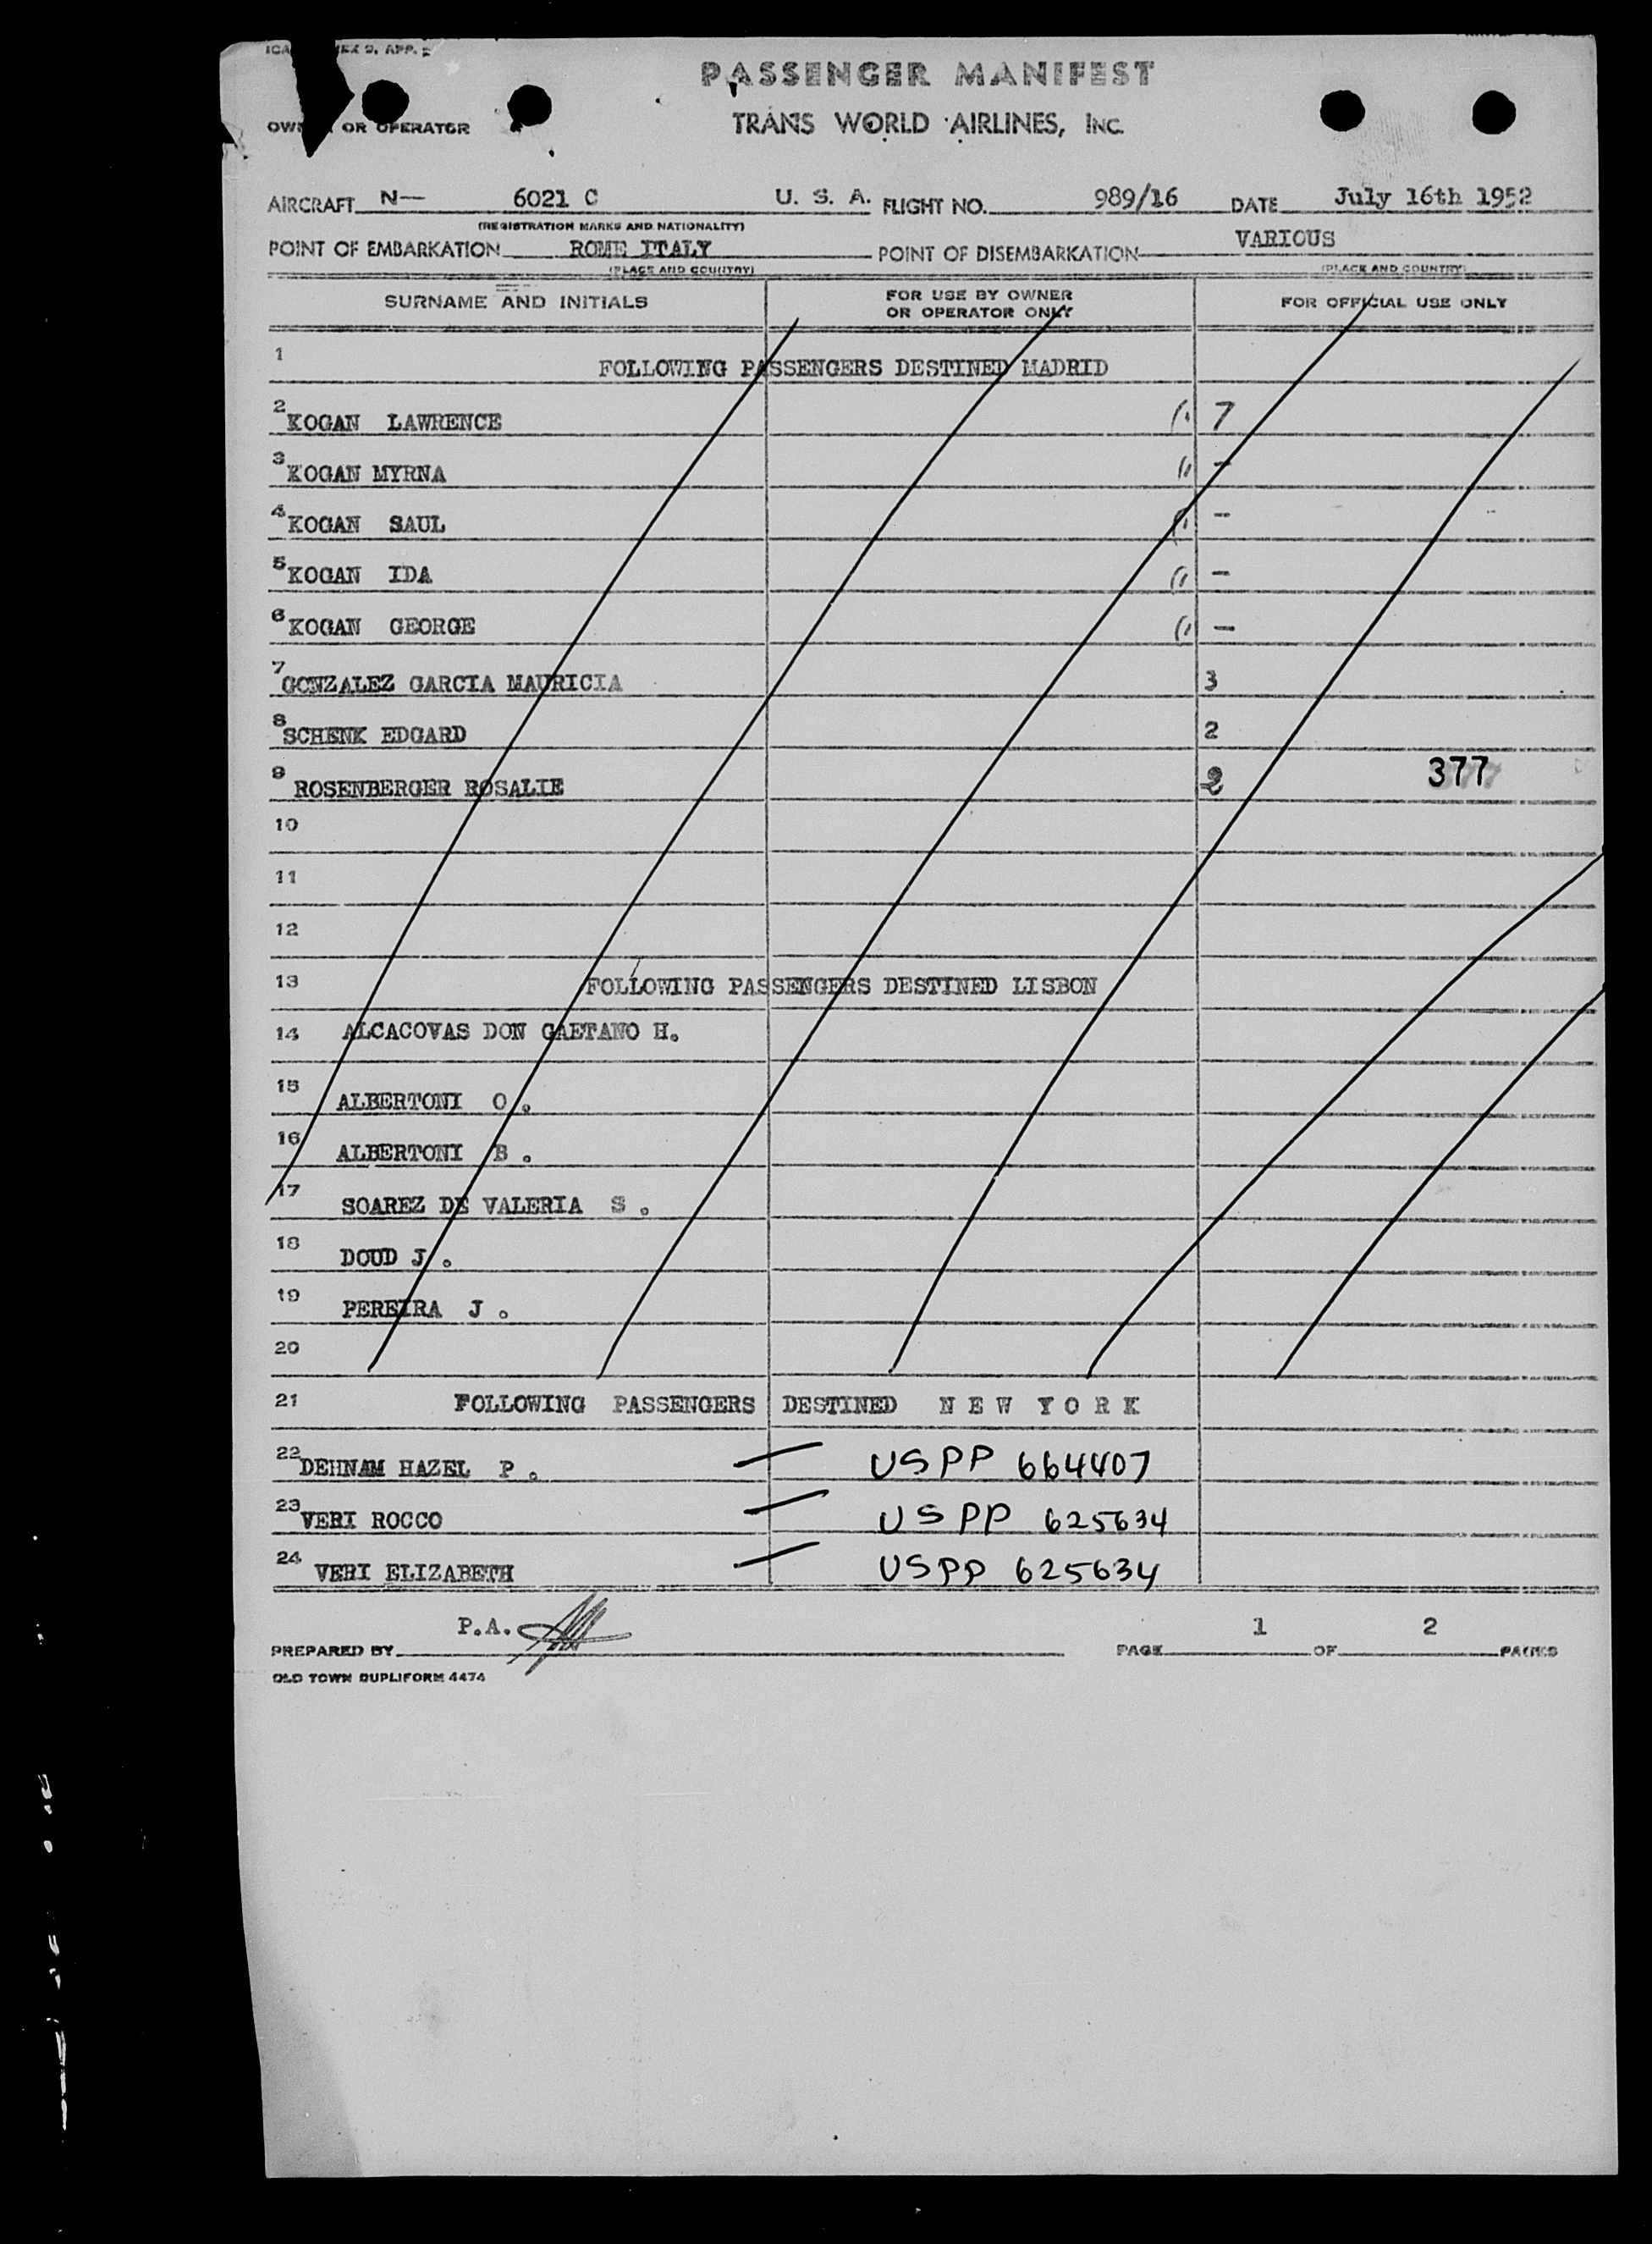 PASSENGER MANIFEST
OR OPERATOR
TRANS WORLD AIRLINES, INC.
AIRCRAFT N— 6021 C U. S. A. FLIGHT NO. 989/16 DATE July 16th 1952
(REGISTRATION MARKS AND NATIONALITY)
POINT OF EMBARKATION ROME ITALY POINT OF DISEMBARKATION VARIOUS
(PLACE AND COUNTRY) (PLACE AND COUNTRY)
SURNAME AND INITIALS FOR USE BY OWNER OR OPERATOR ONLY FOR OFFICIAL USE ONLY
1 FOLLOWING PASSENGERS DESTINED MADRID
2 KOGAN LAWRENCE 7
3 KOGAN MYRNA -
4 KOGAN SAUL -
5 KOGAN IDA -
6 KOGAN GEORGE -
7 GONZALEZ GARCIA MAURICIA 3
8 SCHENK EDGARD 2
9 ROSENBERGER ROSALIE 2 377
10
11
12
13 FOLLOWING PASSENGERS DESTINED LISBON
14 ALCACOVAS DON GAETANO H.
15 ALBERTONI O.
16 ALBERTONI B.
17 SOAREZ DE VALERIA S.
18 DOUD J.
19 PEREIRA J.
20
21 FOLLOWING PASSENGERS DESTINED N E W Y O R K
22 DEHNAM HAZEL P. — USPP 664407
23 VERI ROCCO — USPP 625634
24 VERI ELIZABETH — USPP 625634
PREPARED BY P.A. PAGE 1 OF 2 PAGES
OLD TOWN DUPLIFORM 4474